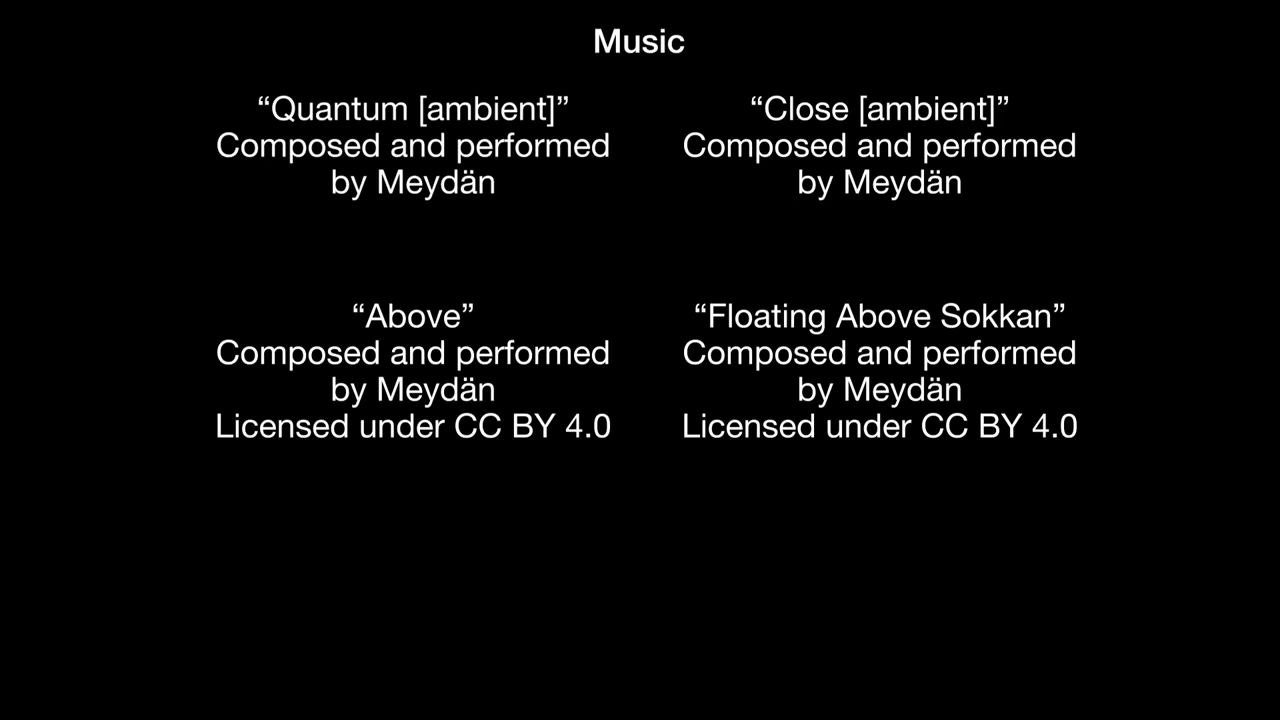 Music
“Quantum [ambient]”
Composed and performed
by Meydän
“Close [ambient]”
Composed and performed
by Meydän
“Above”
Composed and performed
by Meydän
Licensed under CC BY 4.0
“Floating Above Sokkan”
Composed and performed
by Meydän
Licensed under CC BY 4.0